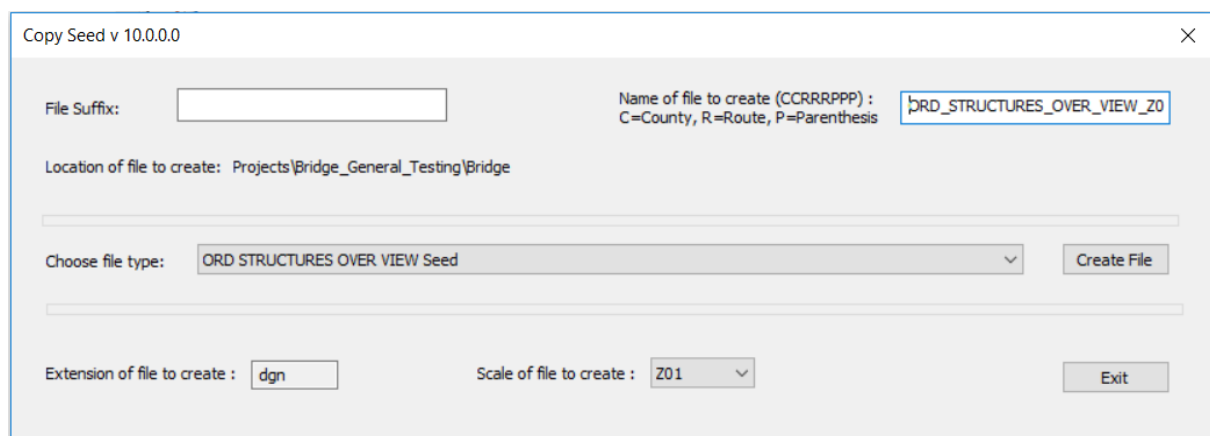 Copy Seed v 10.0.0.0
File Suffix:
Name of file to create (CCRRRPPP) :
C=County, R=Route, P=Parenthesis
ORD_STRUCTURES_OVER_VIEW_Z0
Location of file to create: Projects\Bridge_General_Testing\Bridge
Choose file type: ORD STRUCTURES OVER VIEW Seed Create File
Extension of file to create : dgn Scale of file to create : Z01 Exit